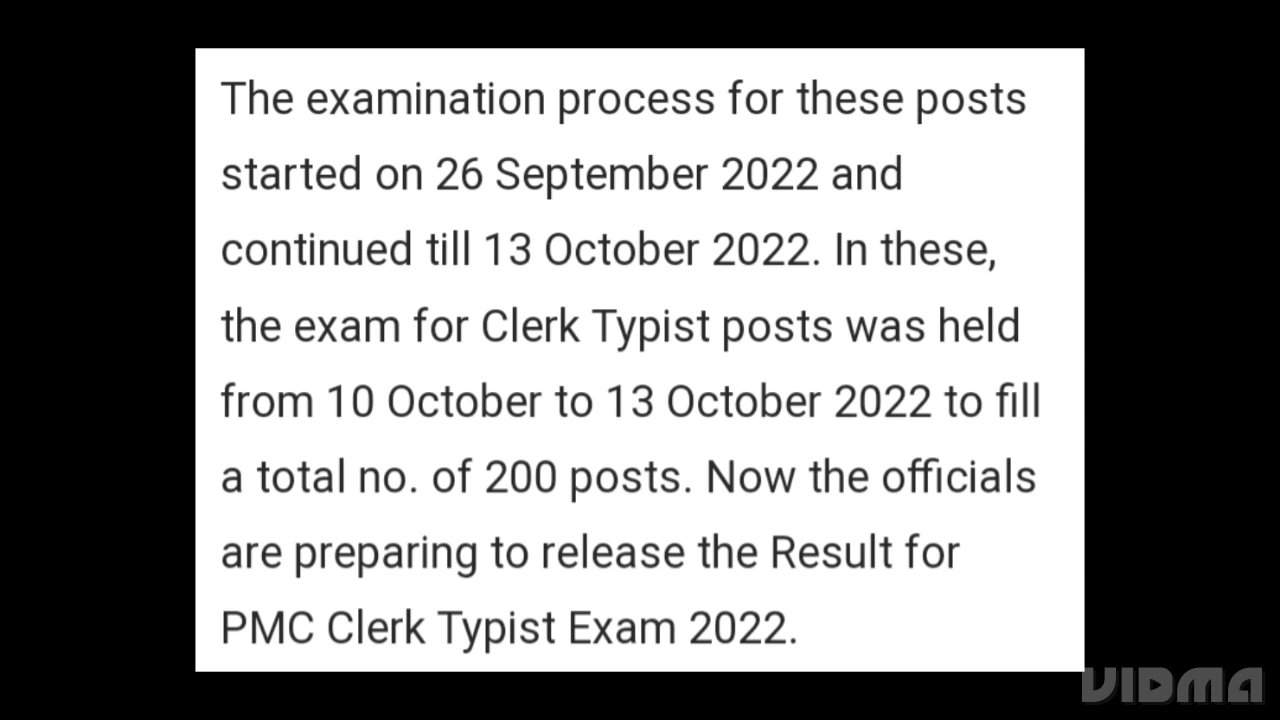 The examination process for these posts
started on 26 September 2022 and
continued till 13 October 2022. In these,
the exam for Clerk Typist posts was held
from 10 October to 13 October 2022 to fill
a total no. of 200 posts. Now the officials
are preparing to release the Result for
PMC Clerk Typist Exam 2022.
VIDMA